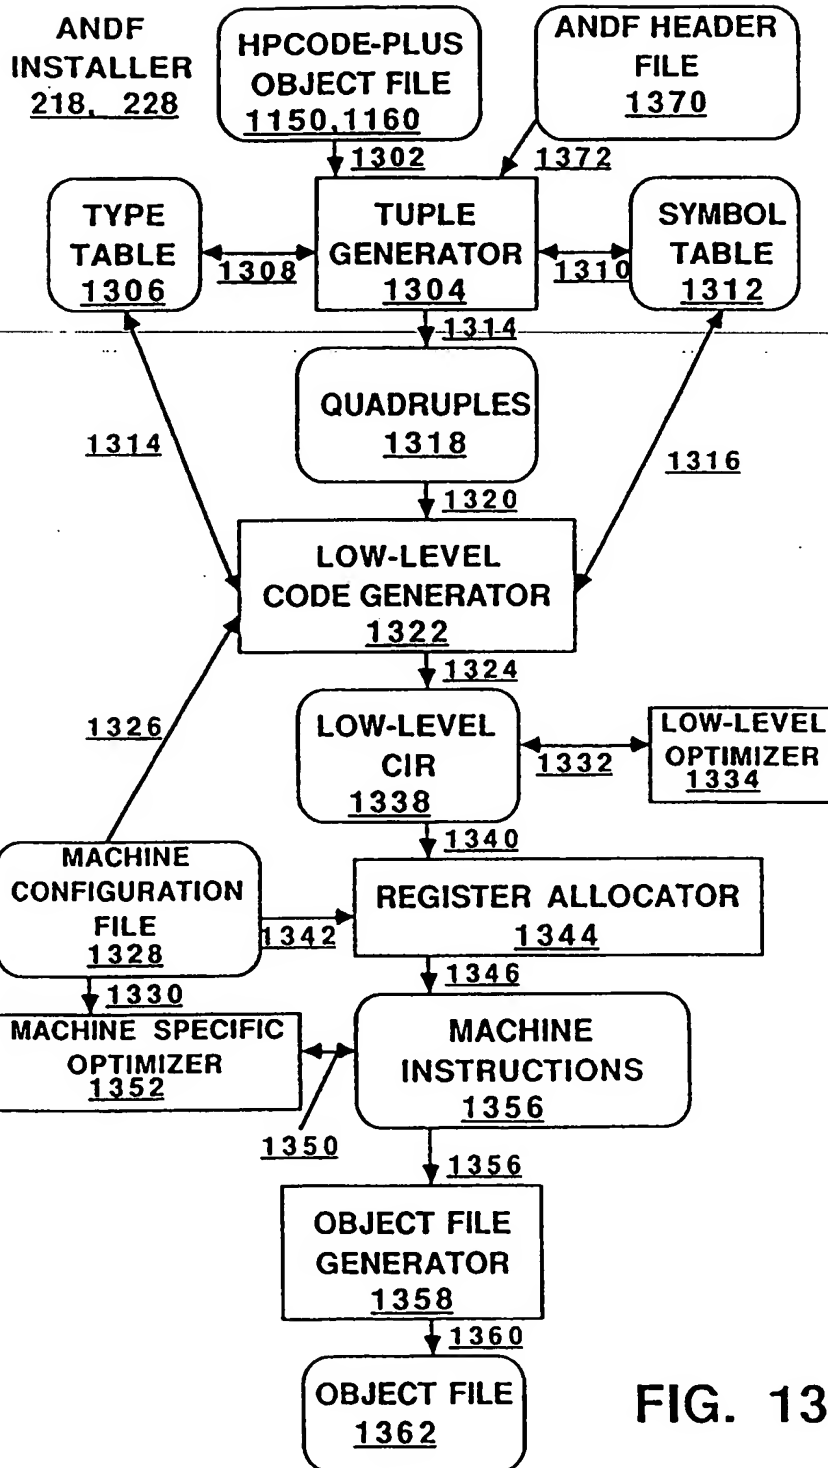 ANDF
INSTALLER
218, 228
HPCODE-PLUS
OBJECT FILE
1150,1160
ANDF HEADER
FILE
1370
1302
1372
TYPE
TABLE
1306
1308
TUPLE
GENERATOR
1304
1310
SYMBOL
TABLE
1312
1314
QUADRUPLES
1318
1314
1316
1320
LOW-LEVEL
CODE GENERATOR
1322
1324
1326
LOW-LEVEL
CIR
1338
1332
LOW-LEVEL
OPTIMIZER
1334
1340
MACHINE
CONFIGURATION
FILE
1328
1342
REGISTER ALLOCATOR
1344
1330
1346
MACHINE SPECIFIC
OPTIMIZER
1352
1350
MACHINE
INSTRUCTIONS
1356
1356
OBJECT FILE
GENERATOR
1358
1360
OBJECT FILE
1362
FIG. 13